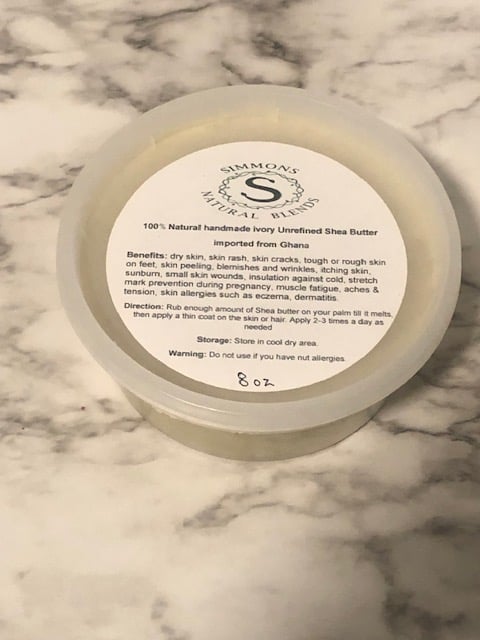 SIMMONS
S
NATURAL BLENDS
100% Natural handmade ivory Unrefined Shea Butter
imported from Ghana
Benefits: dry skin, skin rash, skin cracks, tough or rough skin
on feet, skin peeling, blemishes and wrinkles, itching skin,
sunburn, small skin wounds, insulation against cold, stretch
mark prevention during pregnancy, muscle fatigue, aches &
tension, skin allergies such as eczema, dermatitis.
Direction: Rub enough amount of Shea butter on your palm till it melts,
then apply a thin coat on the skin or hair. Apply 2-3 times a day as
needed
Storage: Store in cool dry area.
Warning: Do not use if you have nut allergies.
8 oz